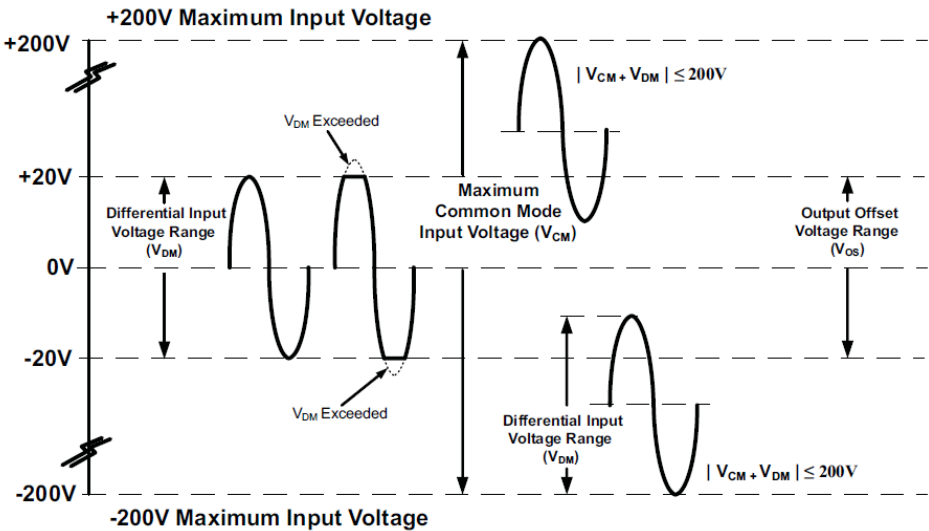 +200V Maximum Input Voltage
+200V
| VCM + VDM | ≤ 200V
VDM Exceeded
+20V
Differential Input
Voltage Range
(VDM)
Maximum
Common Mode
Input Voltage (VCM)
Output Offset
Voltage Range
(VOS)
0V
-20V
VDM Exceeded
Differential Input
Voltage Range
(VDM)
| VCM + VDM | ≤ 200V
-200V
-200V Maximum Input Voltage